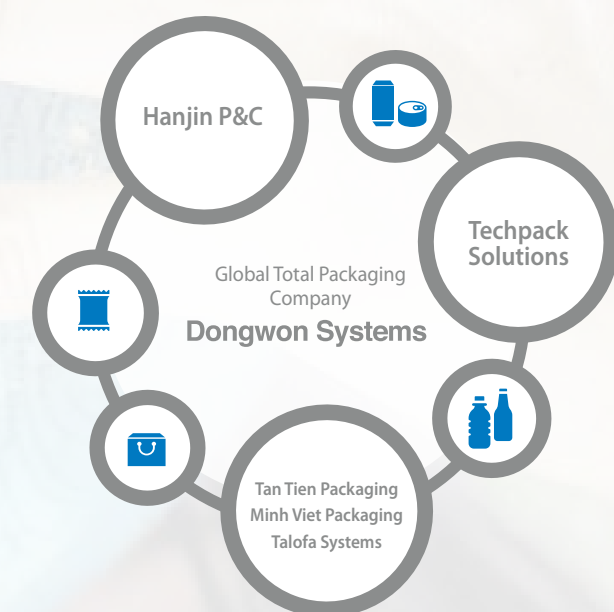 Hanjin P&C
Techpack
Solutions
Global Total Packaging
Company
Dongwon Systems
Tan Tien Packaging
Minh Viet Packaging
Talofa Systems